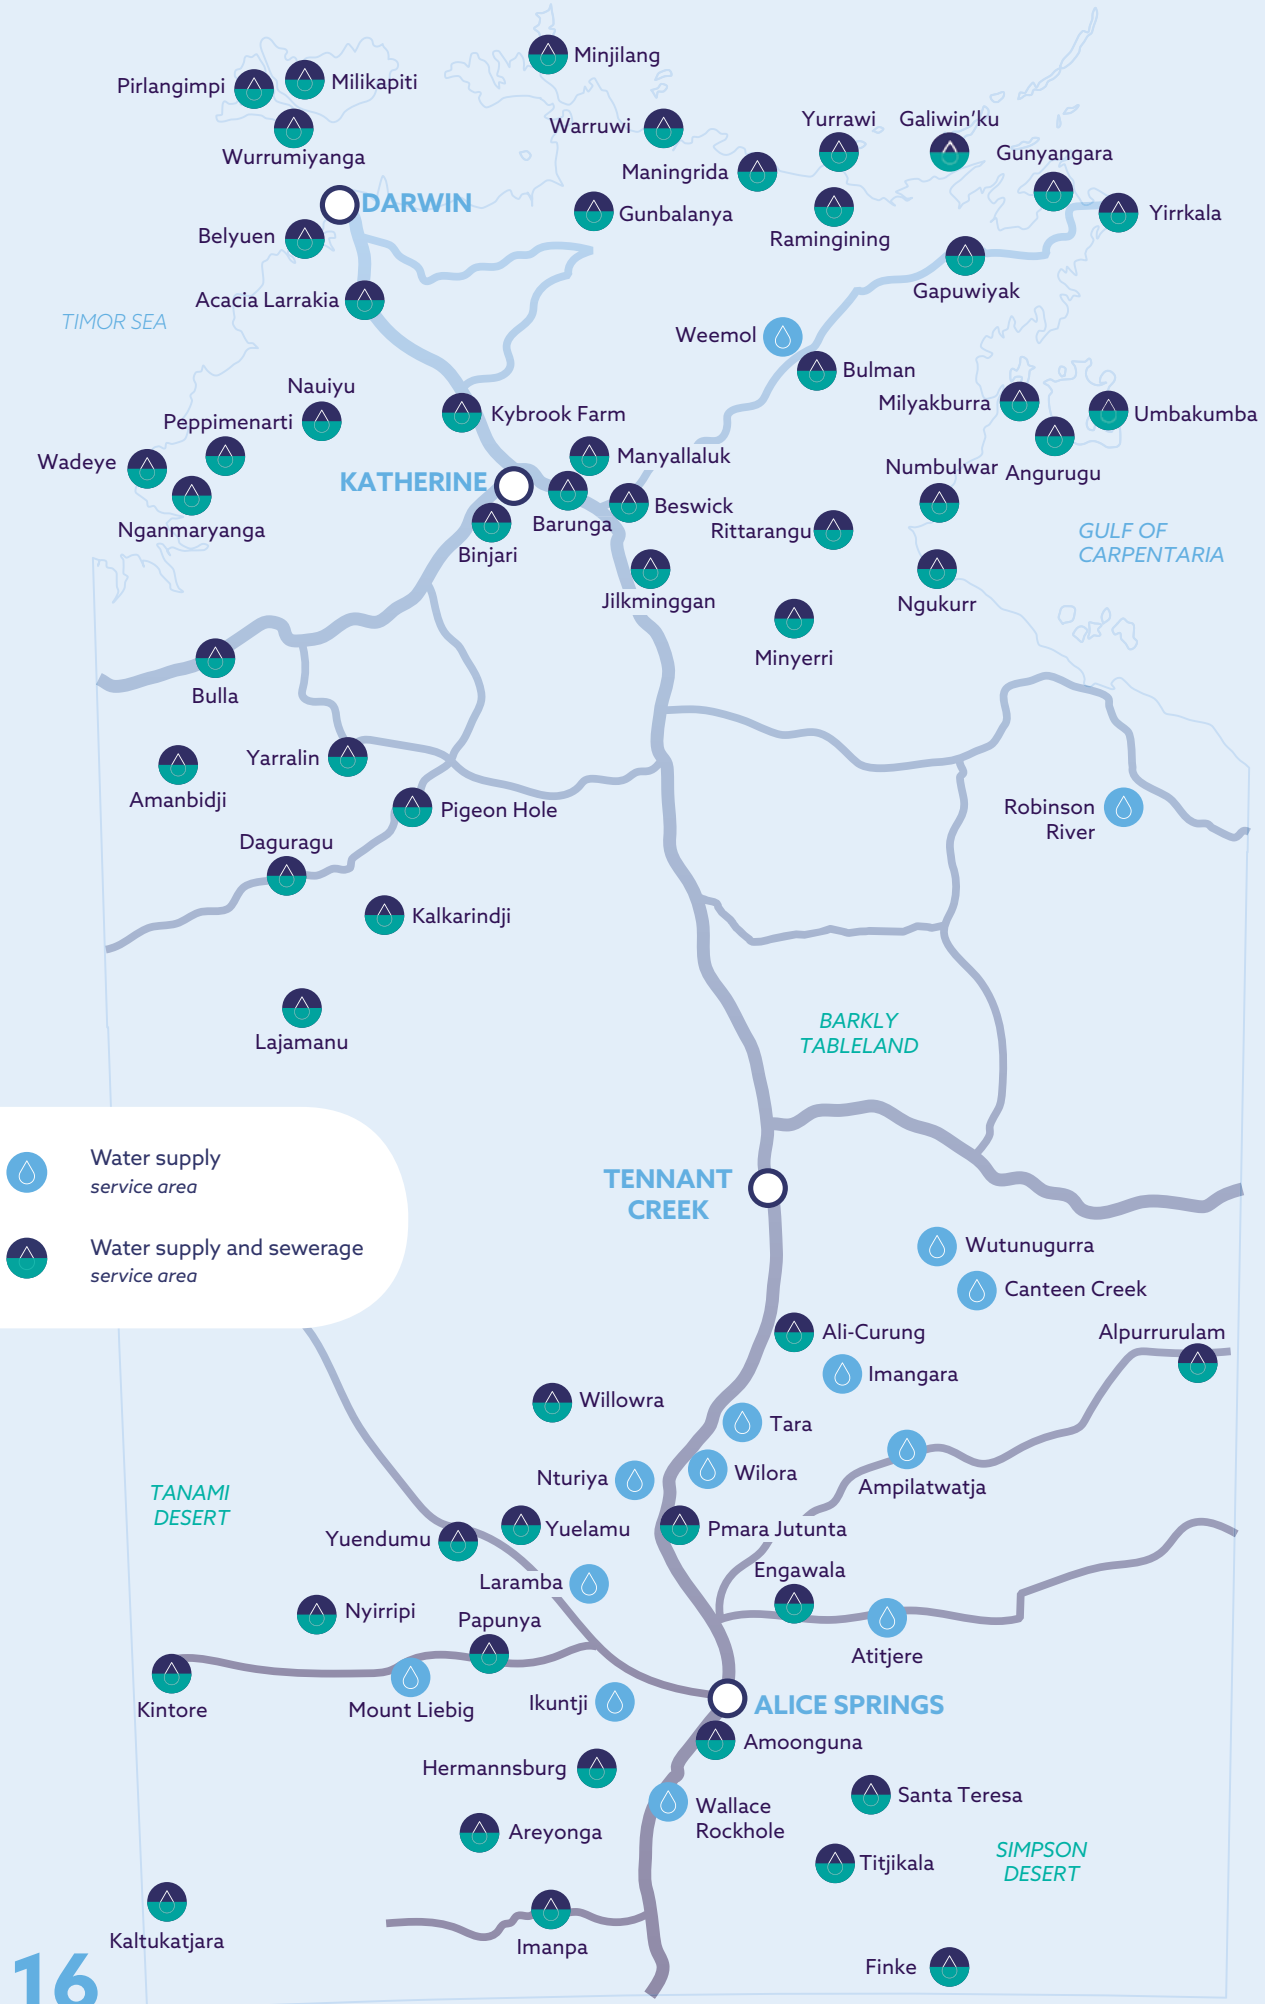 Minjilang
Pirlangimpi
Milikapiti
Wurrumiyanga
Warruwi
Yurrawi
Galiwin’ku
Gunyangara
Maningrida
DARWIN
Gunbalanya
Yirrkala
Belyuen
Ramingining
Acacia Larrakia
Gapuwiyak
TIMOR SEA
Weemol
Bulman
Nauiyu
Milyakburra
Umbakumba
Peppimenarti
Kybrook Farm
Wadeye
Manyallaluk
Numbulwar
Angurugu
KATHERINE
Nganmaryanga
Barunga
Beswick
Rittarangu
GULF OF
CARPENTARIA
Binjari
Jilkminggan
Ngukurr
Minyerri
Bulla
Yarralin
Amanbidji
Pigeon Hole
Robinson
River
Daguragu
Kalkarindji
Lajamanu
BARKLY
TABLELAND
Water supply
service area
Water supply and sewerage
service area
TENNANT
CREEK
Wutunugurra
Canteen Creek
Ali-Curung
Alpurrurulam
Imangara
Willowra
Tara
Nturiya
Wilora
Ampilatwatja
TANAMI
DESERT
Yuendumu
Yuelamu
Pmara Jutunta
Laramba
Engawala
Nyirripi
Papunya
Atitjere
Kintore
Mount Liebig
Ikuntji
ALICE SPRINGS
Amoonguna
Hermannsburg
Santa Teresa
Wallace
Rockhole
Areyonga
Titjikala
SIMPSON
DESERT
Kaltukatjara
Imanpa
Finke
16